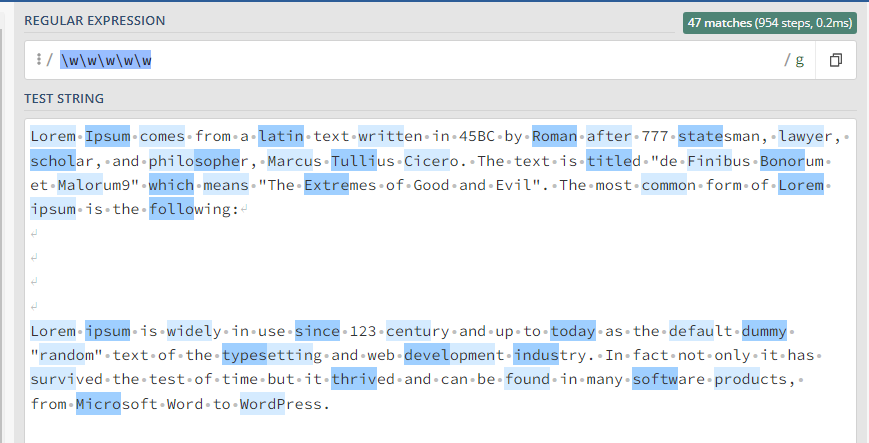 REGULAR EXPRESSION
47 matches (954 steps, 0.2ms)
/ \w\w\w\w\w / g
TEST STRING
Lorem Ipsum comes from a latin text written in 45BC by Roman after 777 statesman, lawyer,
scholar, and philosopher, Marcus Tullius Cicero. The text is titled "de Finibus Bonorum
et Malorum9" which means "The Extremes of Good and Evil". The most common form of Lorem
ipsum is the following:
Lorem ipsum is widely in use since 123 century and up to today as the default dummy
"random" text of the typesetting and web development industry. In fact not only it has
survived the test of time but it thrived and can be found in many software products,
from Microsoft Word to WordPress.